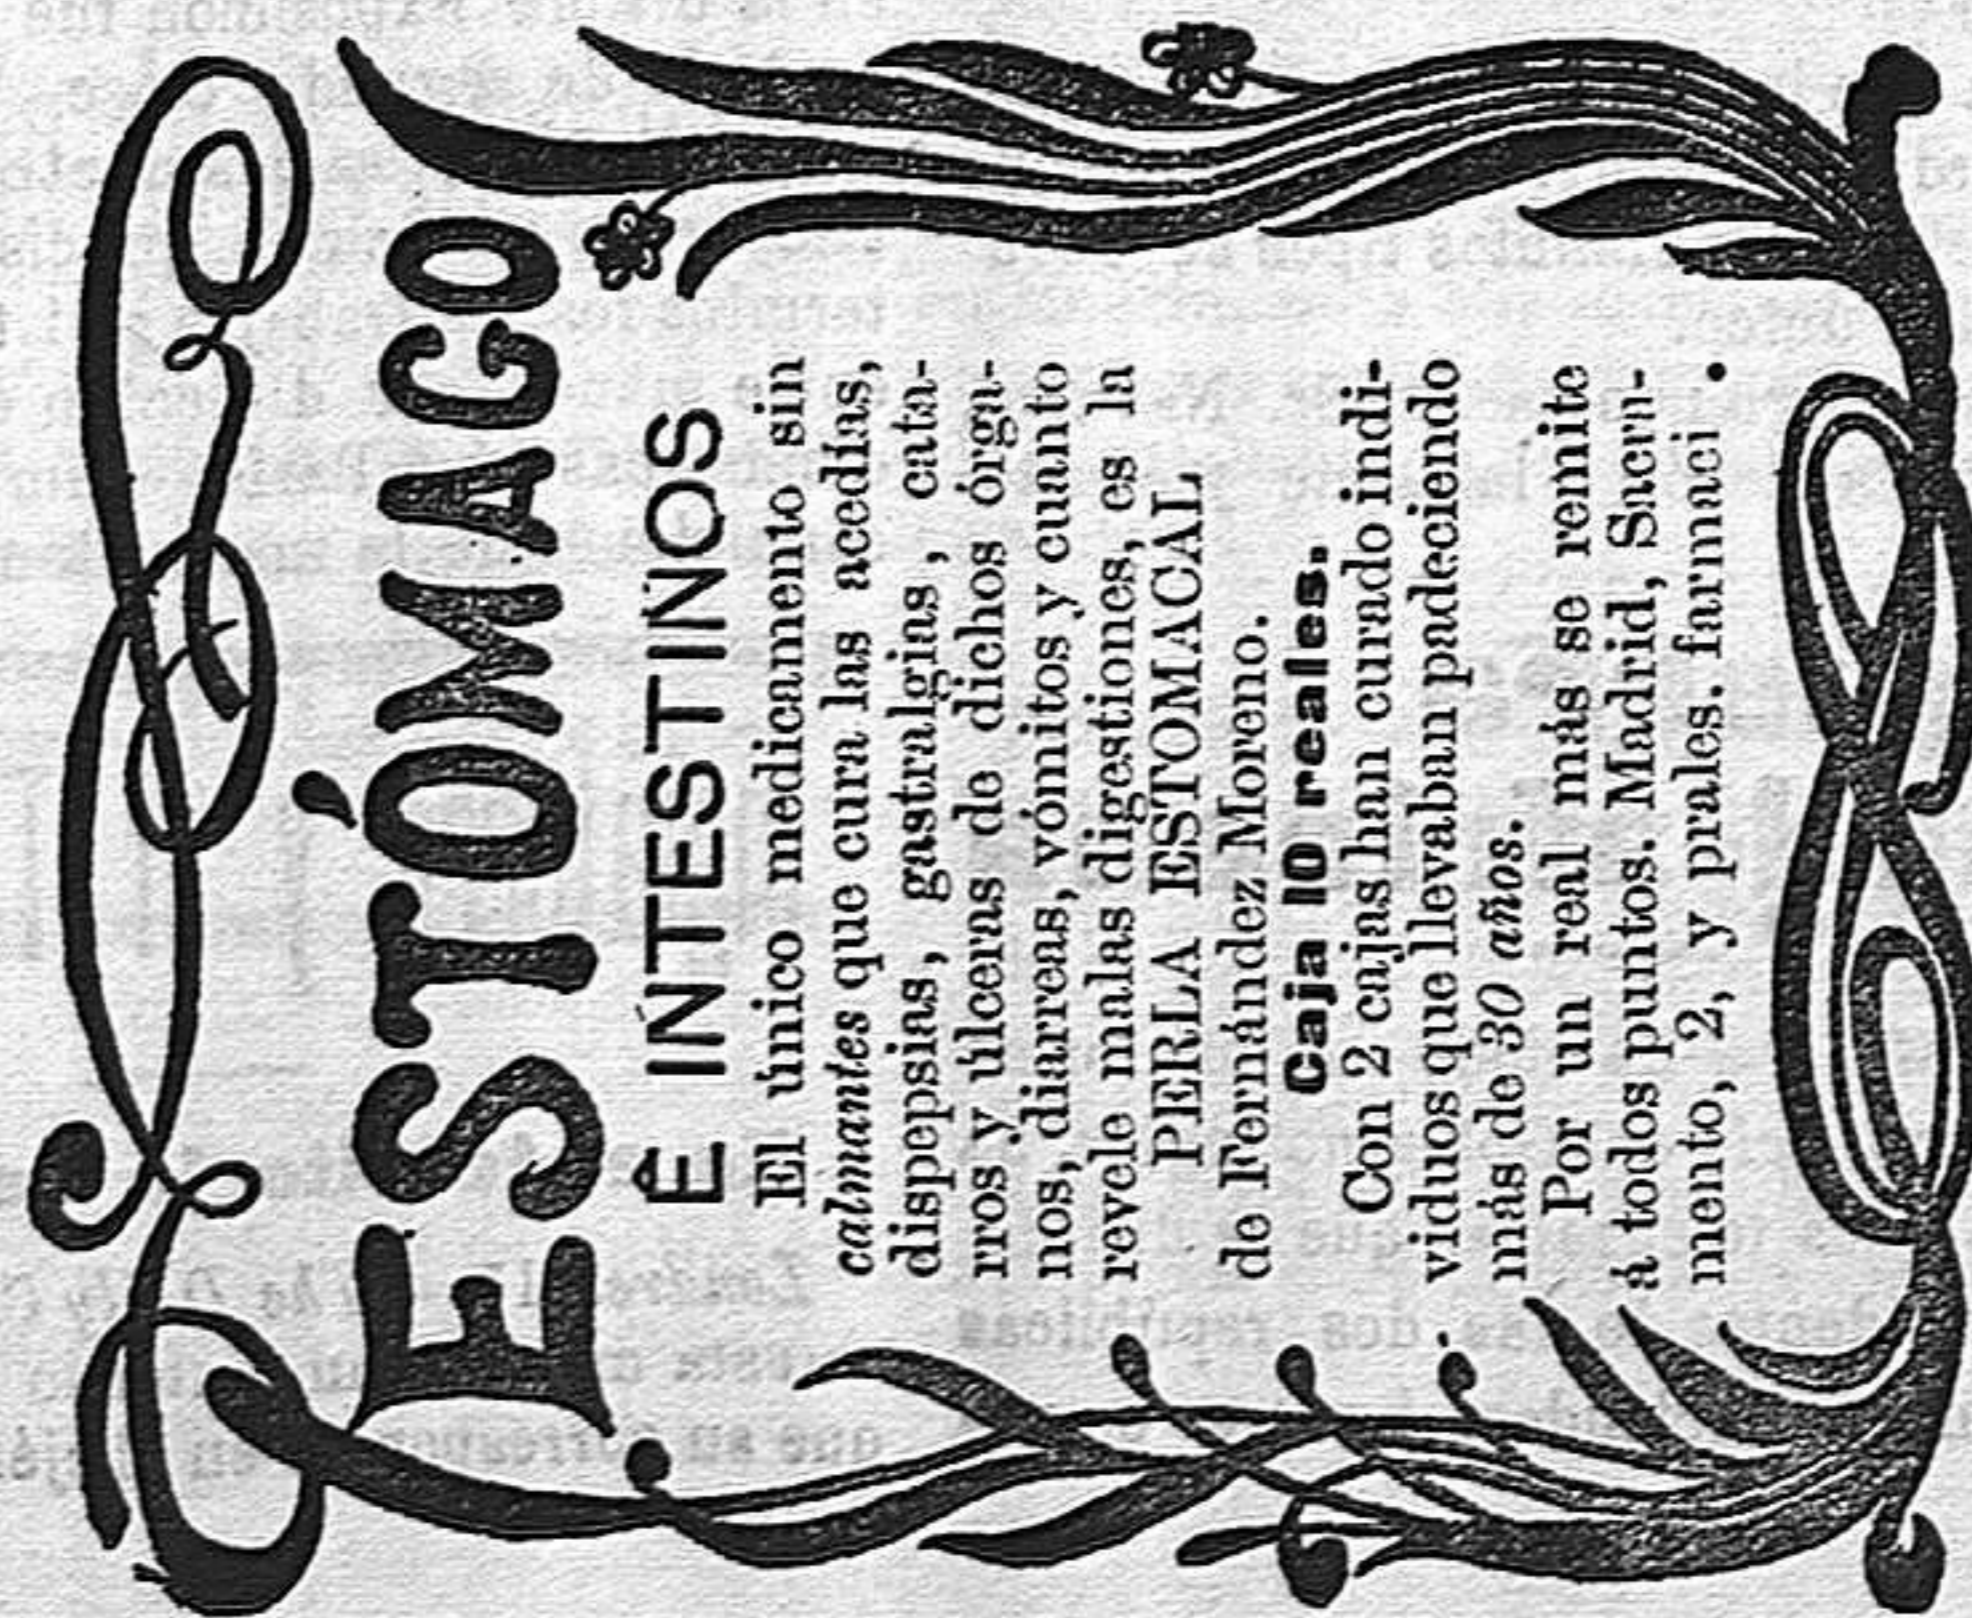 ESTÓMAGO
É INTESTINOS
El único medicamento sin
calmantes que cura las acedías,
dispepsias, gastralgias, cata-
rros y úlceras de dichos órga-
nos, diarreas, vómitos y cuanto
revele malas digestiones, es la
PERLA ESTOMACAL
de Fernández Moreno.
Caja 10 reales.
Con 2 cajas han curado indi-
viduos que llevaban padeciendo
más de 30 años.
Por un real más se remite
á todos puntos. Madrid, Sacra-
mento, 2, y prales. farmaci .